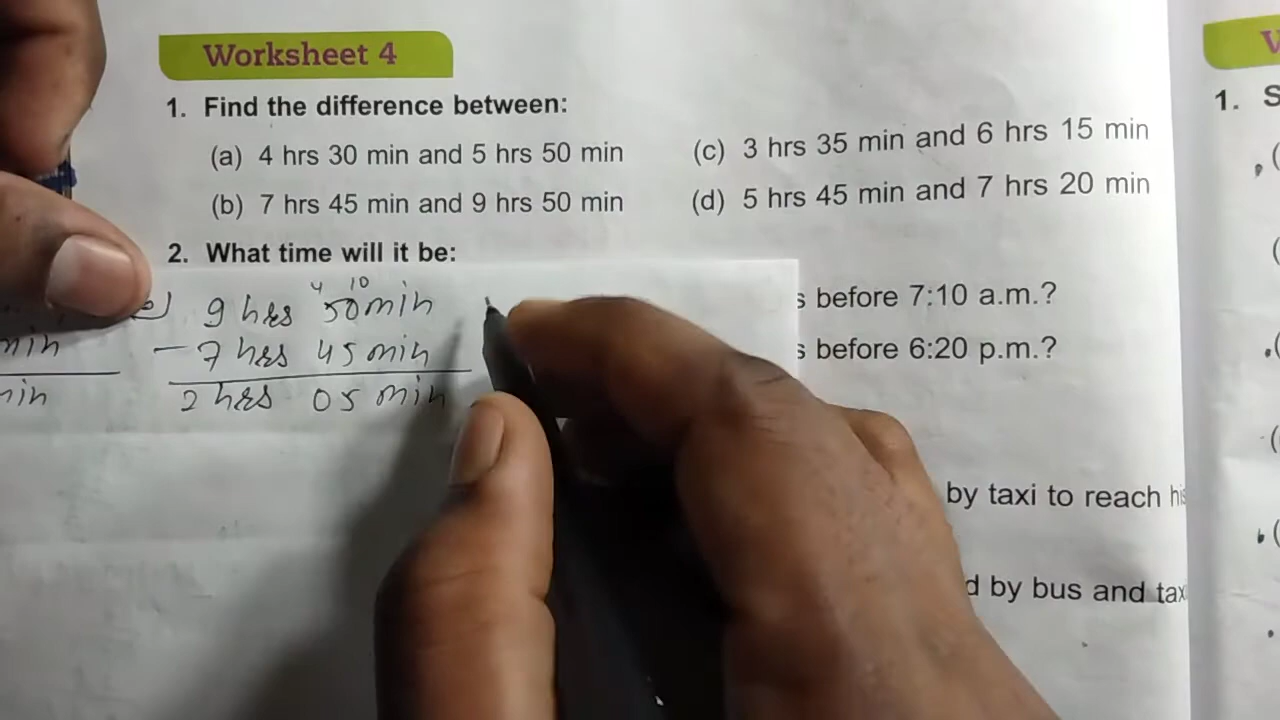 Worksheet 4
1. Find the difference between:
(a) 4 hrs 30 min and 5 hrs 50 min
(c) 3 hrs 35 min and 6 hrs 15 min
(b) 7 hrs 45 min and 9 hrs 50 min
(d) 5 hrs 45 min and 7 hrs 20 min
2. What time will it be:
4 10
9 hrs 50 min
- 7 hrs 45 min
2 hrs 05 min
min
min
s before 7:10 a.m.?
s before 6:20 p.m.?
by taxi to reach
d by bus and
1. S